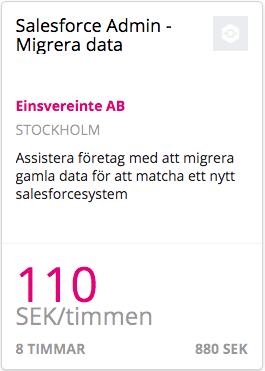 Salesforce Admin -
Migrera data
Einsvereinte AB
STOCKHOLM
Assistera företag med att migrera
gamla data för att matcha ett nytt
salesforcesystem
110
SEK/timmen
8 TIMMAR 880 SEK